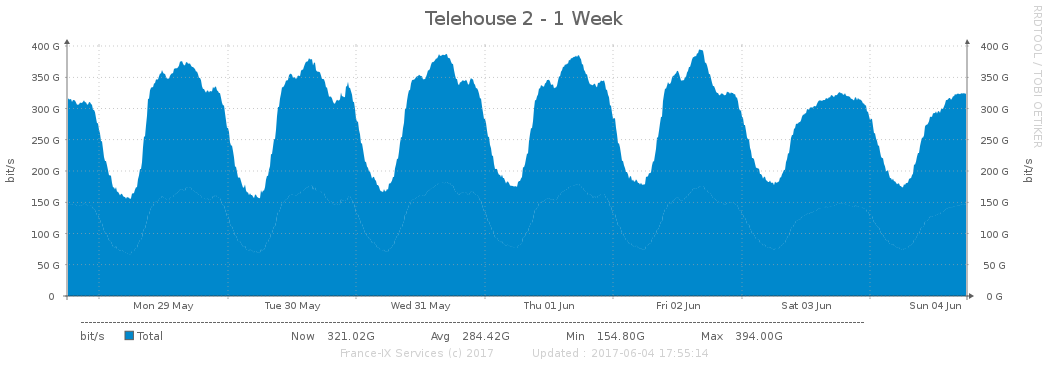 Telehouse 2 - 1 Week
RRDTOOL / TOBI OETIKER
400 G 400 G
350 G 350 G
300 G 300 G
250 G 250 G
200 G 200 G
150 G 150 G
100 G 100 G
50 G 50 G
0 0 G
bit/s bit/s
Mon 29 May Tue 30 May Wed 31 May Thu 01 Jun Fri 02 Jun Sat 03 Jun Sun 04 Jun
bit/s Total Now 321.02G Avg 284.42G Min 154.80G Max 394.00G
France-IX Services (c) 2017 Updated : 2017-06-04 17:55:14